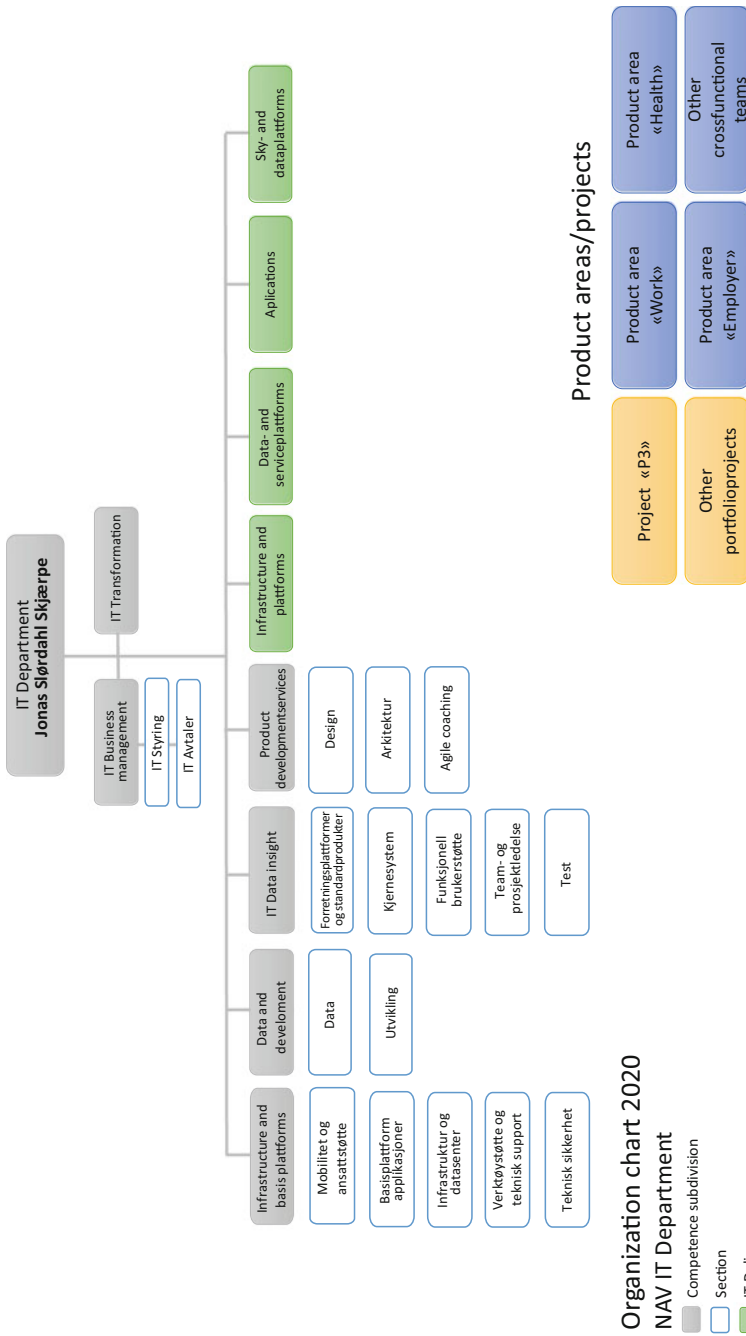 IT Department
Jonas Slørdahl Skjærpe
IT Business
management
IT Transformation
IT Styring
IT Avtaler
Infrastructure and
basis plattforms
Mobilitet og
ansattstøtte
Basisplattform
applikasjoner
Infrastruktur og
datasenter
Verktøystøtte og
teknisk support
Teknisk sikkerhet
Data and
develoment
Data
Utvikling
IT Data insight
Forretningsplattformer
og standardprodukter
Kjernesystem
Funksjonell
brukerstøtte
Team- og
prosjektledelse
Test
Product
developmentservices
Design
Arkitektur
Agile coaching
Infrastructure and
plattforms
Data- and
serviceplattforms
Aplications
Sky- and
dataplattforms
Organization chart 2020
NAV IT Department
Competence subdivision
Section
Product areas/projects
Project «P3»
Product area
«Work»
Product area
«Health»
Other
portfolioprojects
Product area
«Employer»
Other
crossfunctional
teams